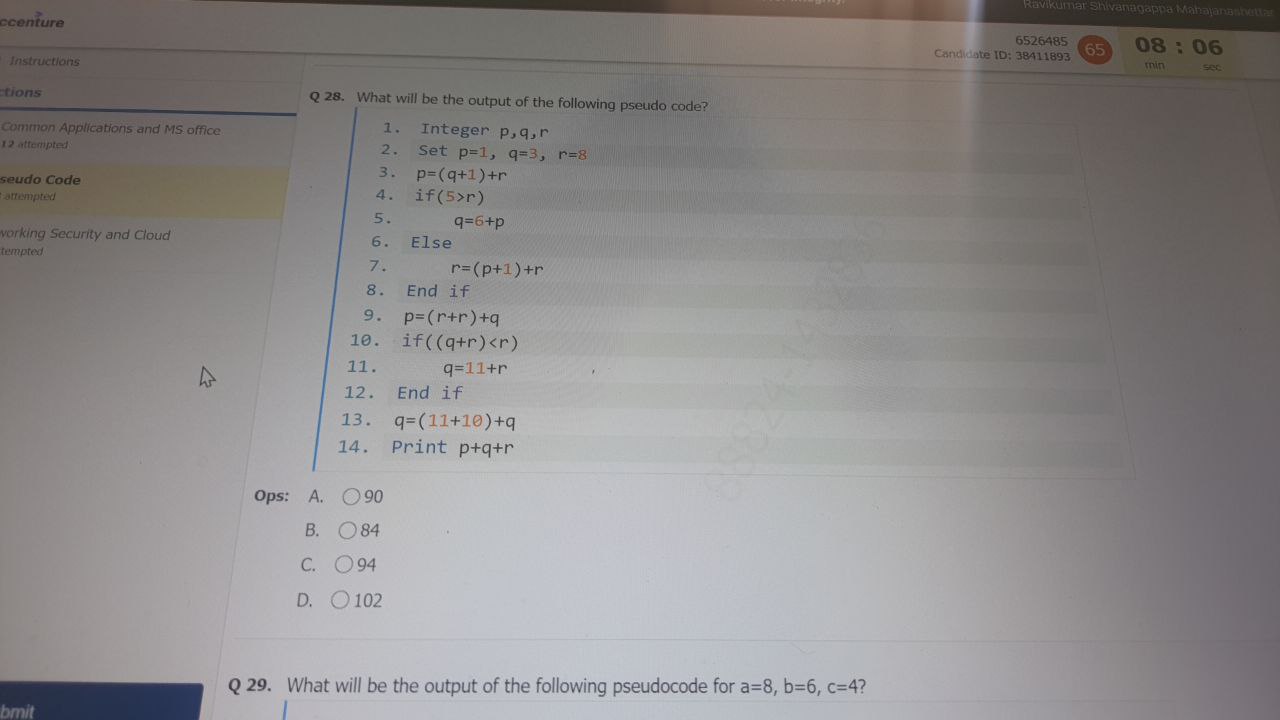 ccenture
Ravikumar Shivanagappa Mahajanashettar
6526485
Candidate ID: 38411893
65
08 : 06
min sec
Instructions
ctions
Common Applications and MS office
12 attempted
seudo Code
attempted
working Security and Cloud
tempted
Q 28. What will be the output of the following pseudo code?
1. Integer p,q,r
2. Set p=1, q=3, r=8
3. p=(q+1)+r
4. if(5>r)
5. q=6+p
6. Else
7. r=(p+1)+r
8. End if
9. p=(r+r)+q
10. if((q+r)<r)
11. q=11+r
12. End if
13. q=(11+10)+q
14. Print p+q+r
Ops: A. 90
B. 84
C. 94
D. 102
Q 29. What will be the output of the following pseudocode for a=8, b=6, c=4?
bmit